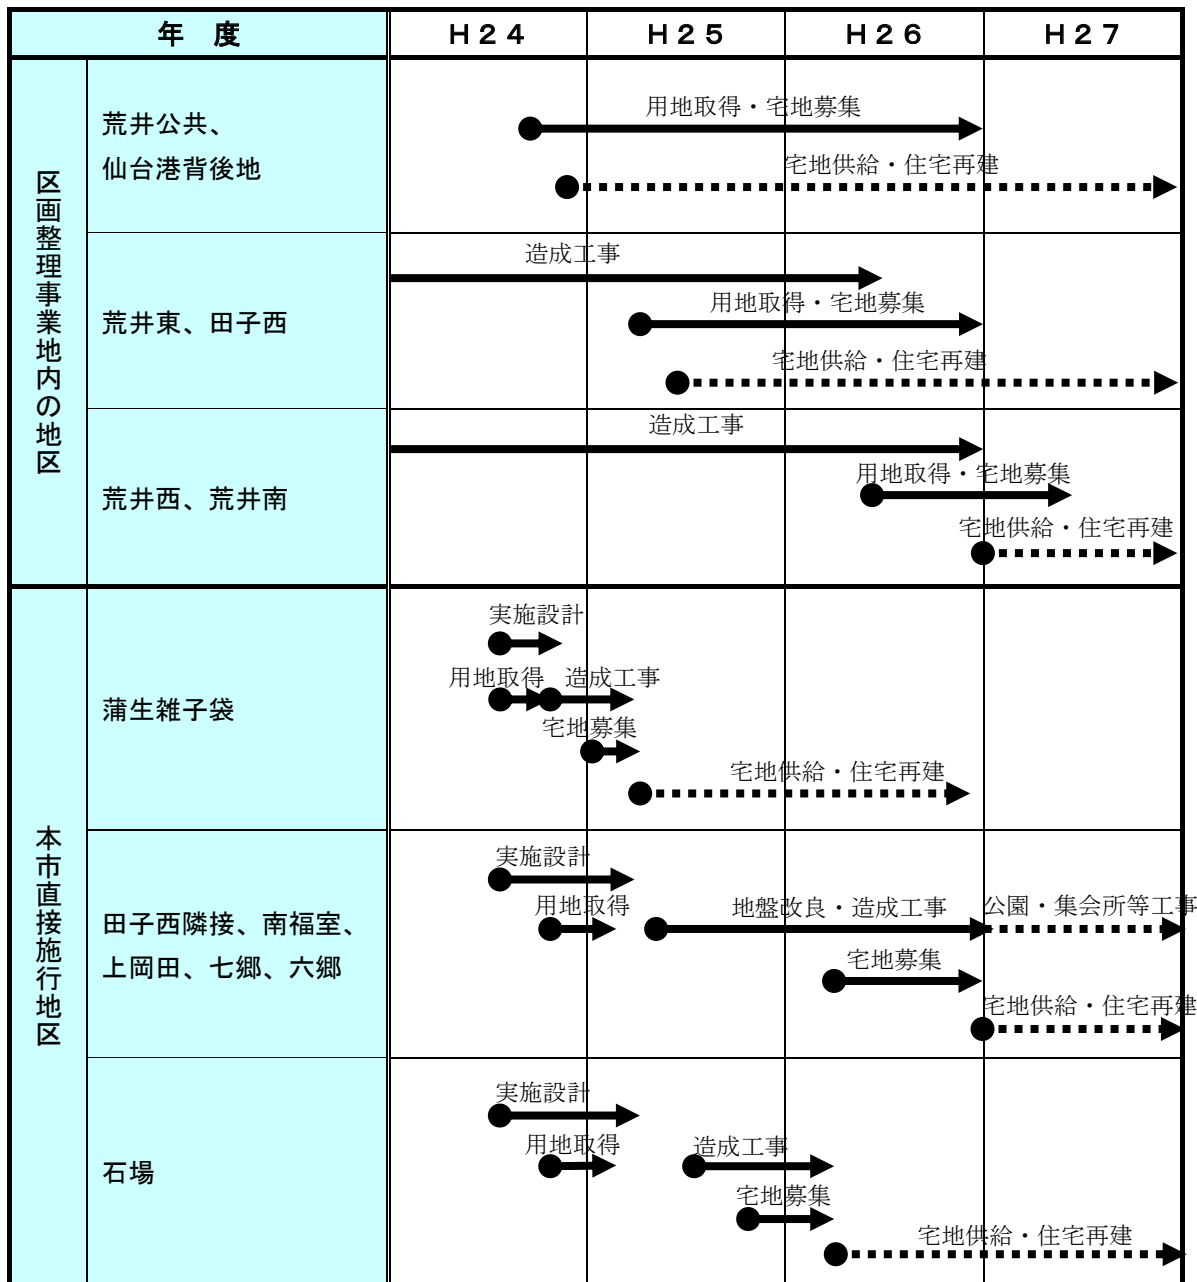 年 度
H24
H25
H26
H27
区画整理事業地内の地区
荒井公共、
仙台港背後地
用地取得・宅地募集
宅地供給・住宅再建
荒井東、田子西
造成工事
用地取得・宅地募集
宅地供給・住宅再建
荒井西、荒井南
造成工事
用地取得・宅地募集
宅地供給・住宅再建
本市直接施行地区
蒲生雑子袋
実施設計
用地取得
造成工事
宅地募集
宅地供給・住宅再建
田子西隣接、南福室、
上岡田、七郷、六郷
実施設計
用地取得
地盤改良・造成工事
公園・集会所等工事
宅地募集
宅地供給・住宅再建
石場
実施設計
用地取得
造成工事
宅地募集
宅地供給・住宅再建